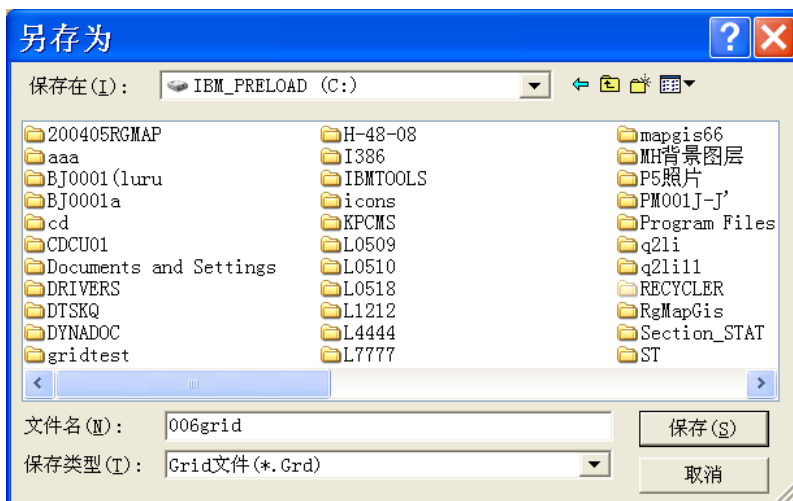 另存为
保存在(I): IBM_PRELOAD (C:)
200405RGMAP H-48-08 mapgis66
aaa I386 MH背景图层
BJ0001(luru IBMTOOLS P5照片
BJ0001a icons PM001J-J'
cd KPCMS Program Files
CDCU01 L0509 q2li
Documents and Settings L0510 q2li11
DRIVERS L0518 RECYCLER
DTSKQ L1212 RgMapGis
DYNADOC L4444 Section_STAT
gridtest L7777 ST
文件名(N): 006grid 保存(S)
保存类型(T): Grid文件(*.Grd) 取消